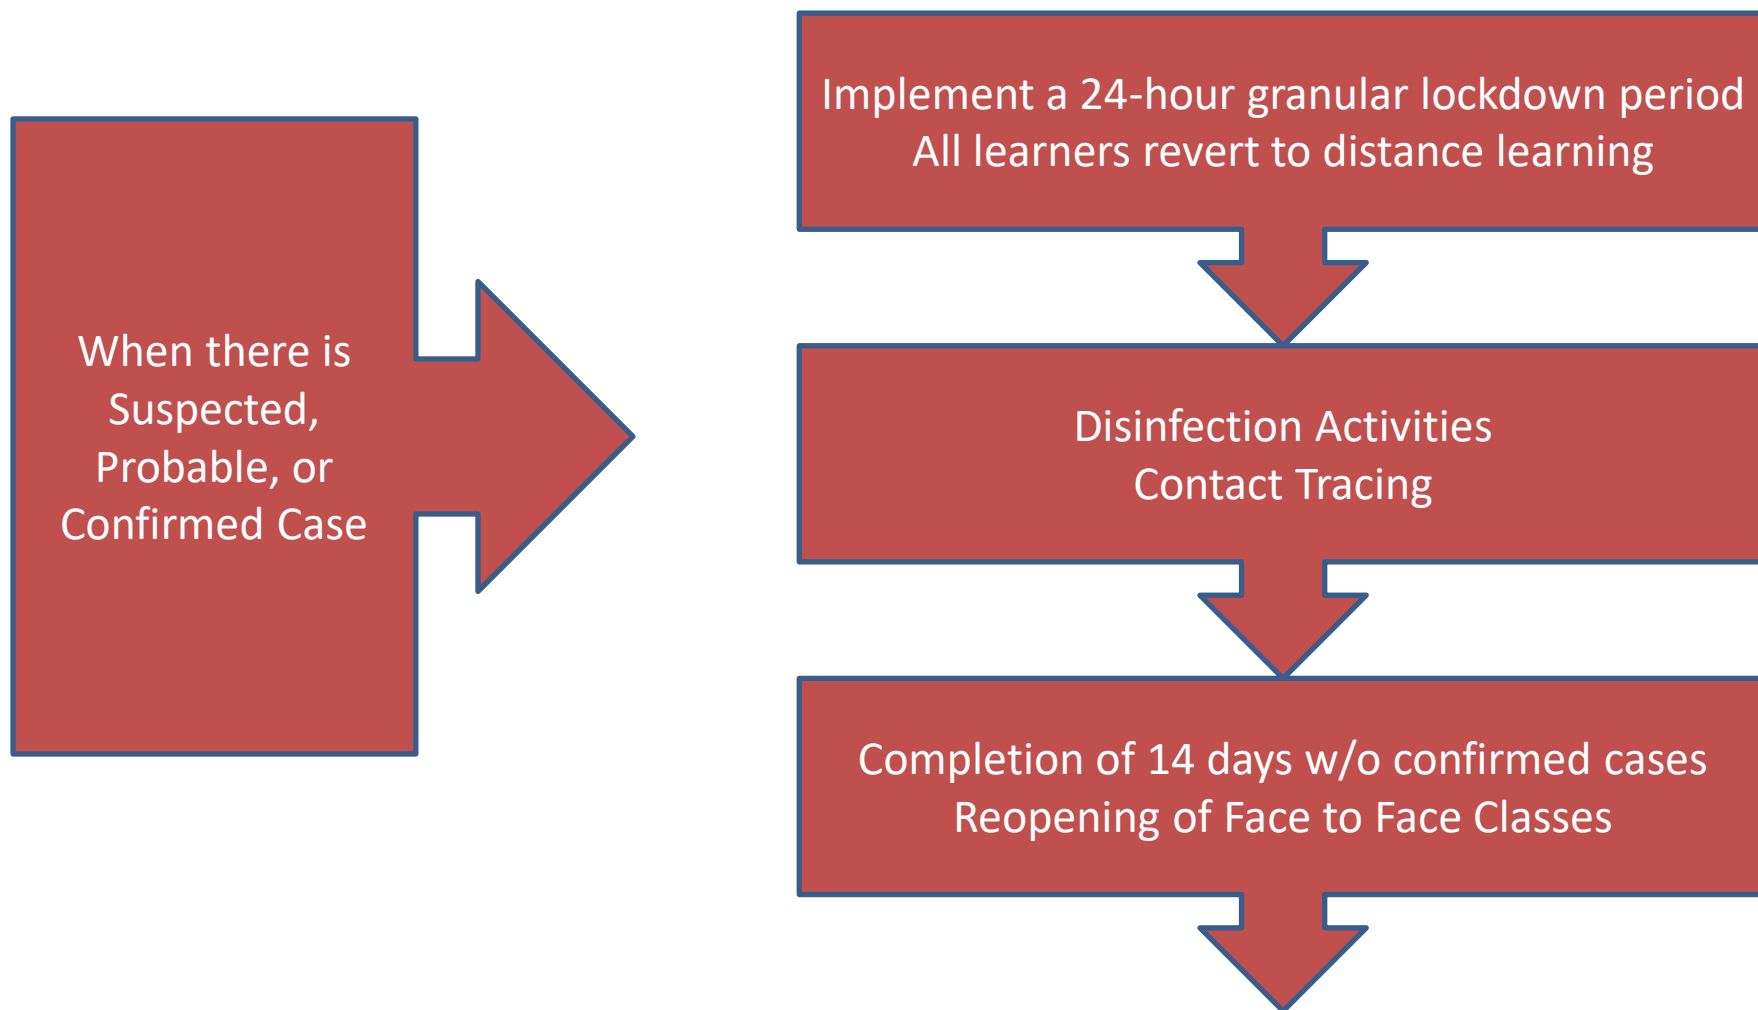 When there is
Suspected,
Probable, or
Confirmed Case
Implement a 24-hour granular lockdown period
All learners revert to distance learning
Disinfection Activities
Contact Tracing
Completion of 14 days w/o confirmed cases
Reopening of Face to Face Classes